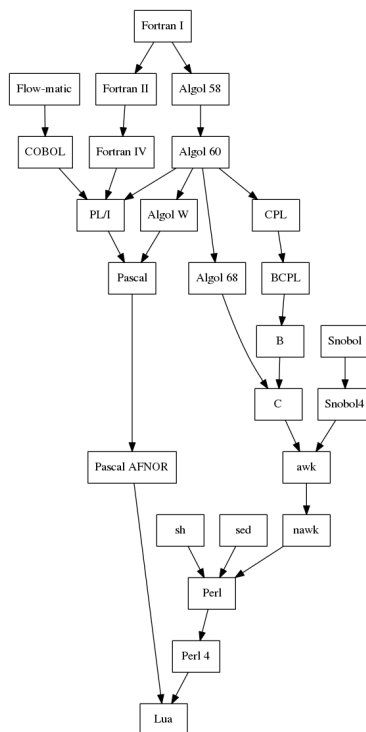 Fortran I
Flow-matic
Fortran II
Algol 58
COBOL
Fortran IV
Algol 60
PL/I
Algol W
CPL
Pascal
Algol 68
BCPL
B
Snobol
C
Snobol4
Pascal AFNOR
awk
sh
sed
nawk
Perl
Perl 4
Lua